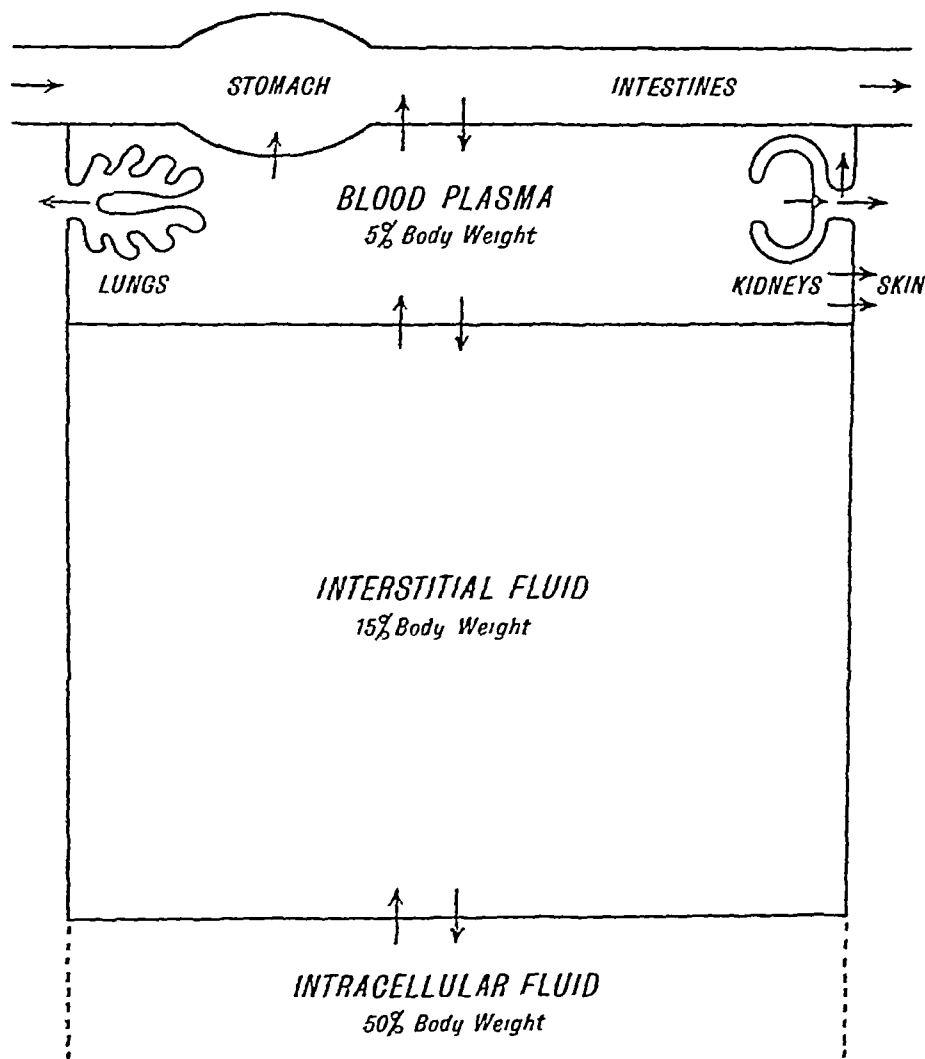 STOMACH
INTESTINES
BLOOD PLASMA
5% Body Weight
LUNGS
KIDNEYS
SKIN
INTERSTITIAL FLUID
15% Body Weight
INTRACELLULAR FLUID
50% Body Weight